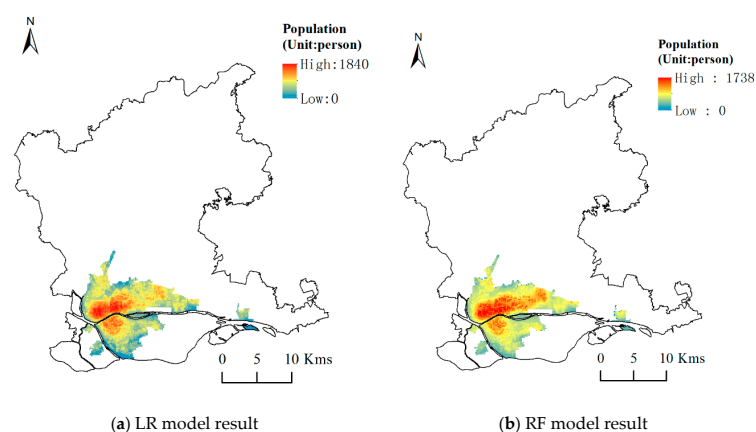 N
Population
(Unit:person)
High:1840
Low:0
0 5 10 Kms
(a) LR model result
N
Population
(Unit:person)
High : 1738
Low : 0
0 5 10 Kms
(b) RF model result